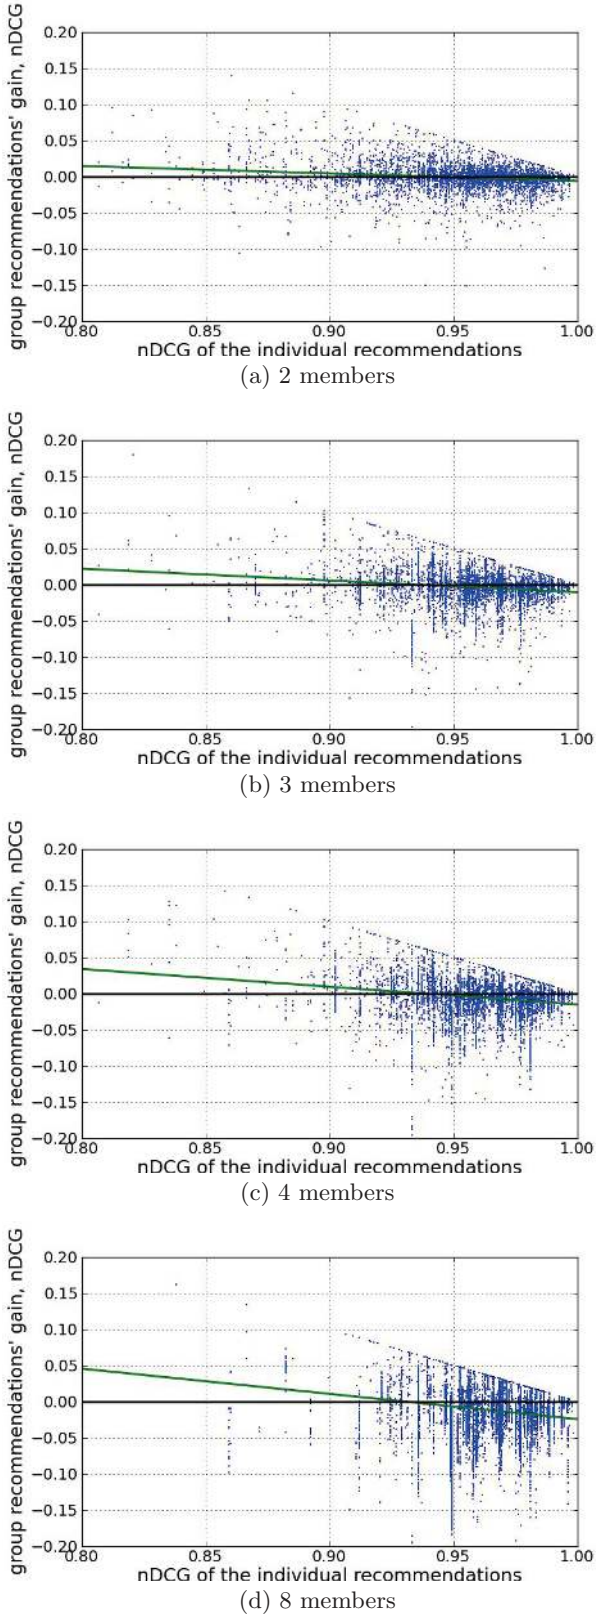 group recommendations' gain, nDCG
0.20
0.15
0.10
0.05
0.00
−0.05
−0.10
−0.15
−0.20
0.80 0.85 0.90 0.95 1.00
nDCG of the individual recommendations
(a) 2 members
group recommendations' gain, nDCG
0.20
0.15
0.10
0.05
0.00
−0.05
−0.10
−0.15
−0.20
0.80 0.85 0.90 0.95 1.00
nDCG of the individual recommendations
(b) 3 members
group recommendations' gain, nDCG
0.20
0.15
0.10
0.05
0.00
−0.05
−0.10
−0.15
−0.20
0.80 0.85 0.90 0.95 1.00
nDCG of the individual recommendations
(c) 4 members
group recommendations' gain, nDCG
0.20
0.15
0.10
0.05
0.00
−0.05
−0.10
−0.15
−0.20
0.80 0.85 0.90 0.95 1.00
nDCG of the individual recommendations
(d) 8 members